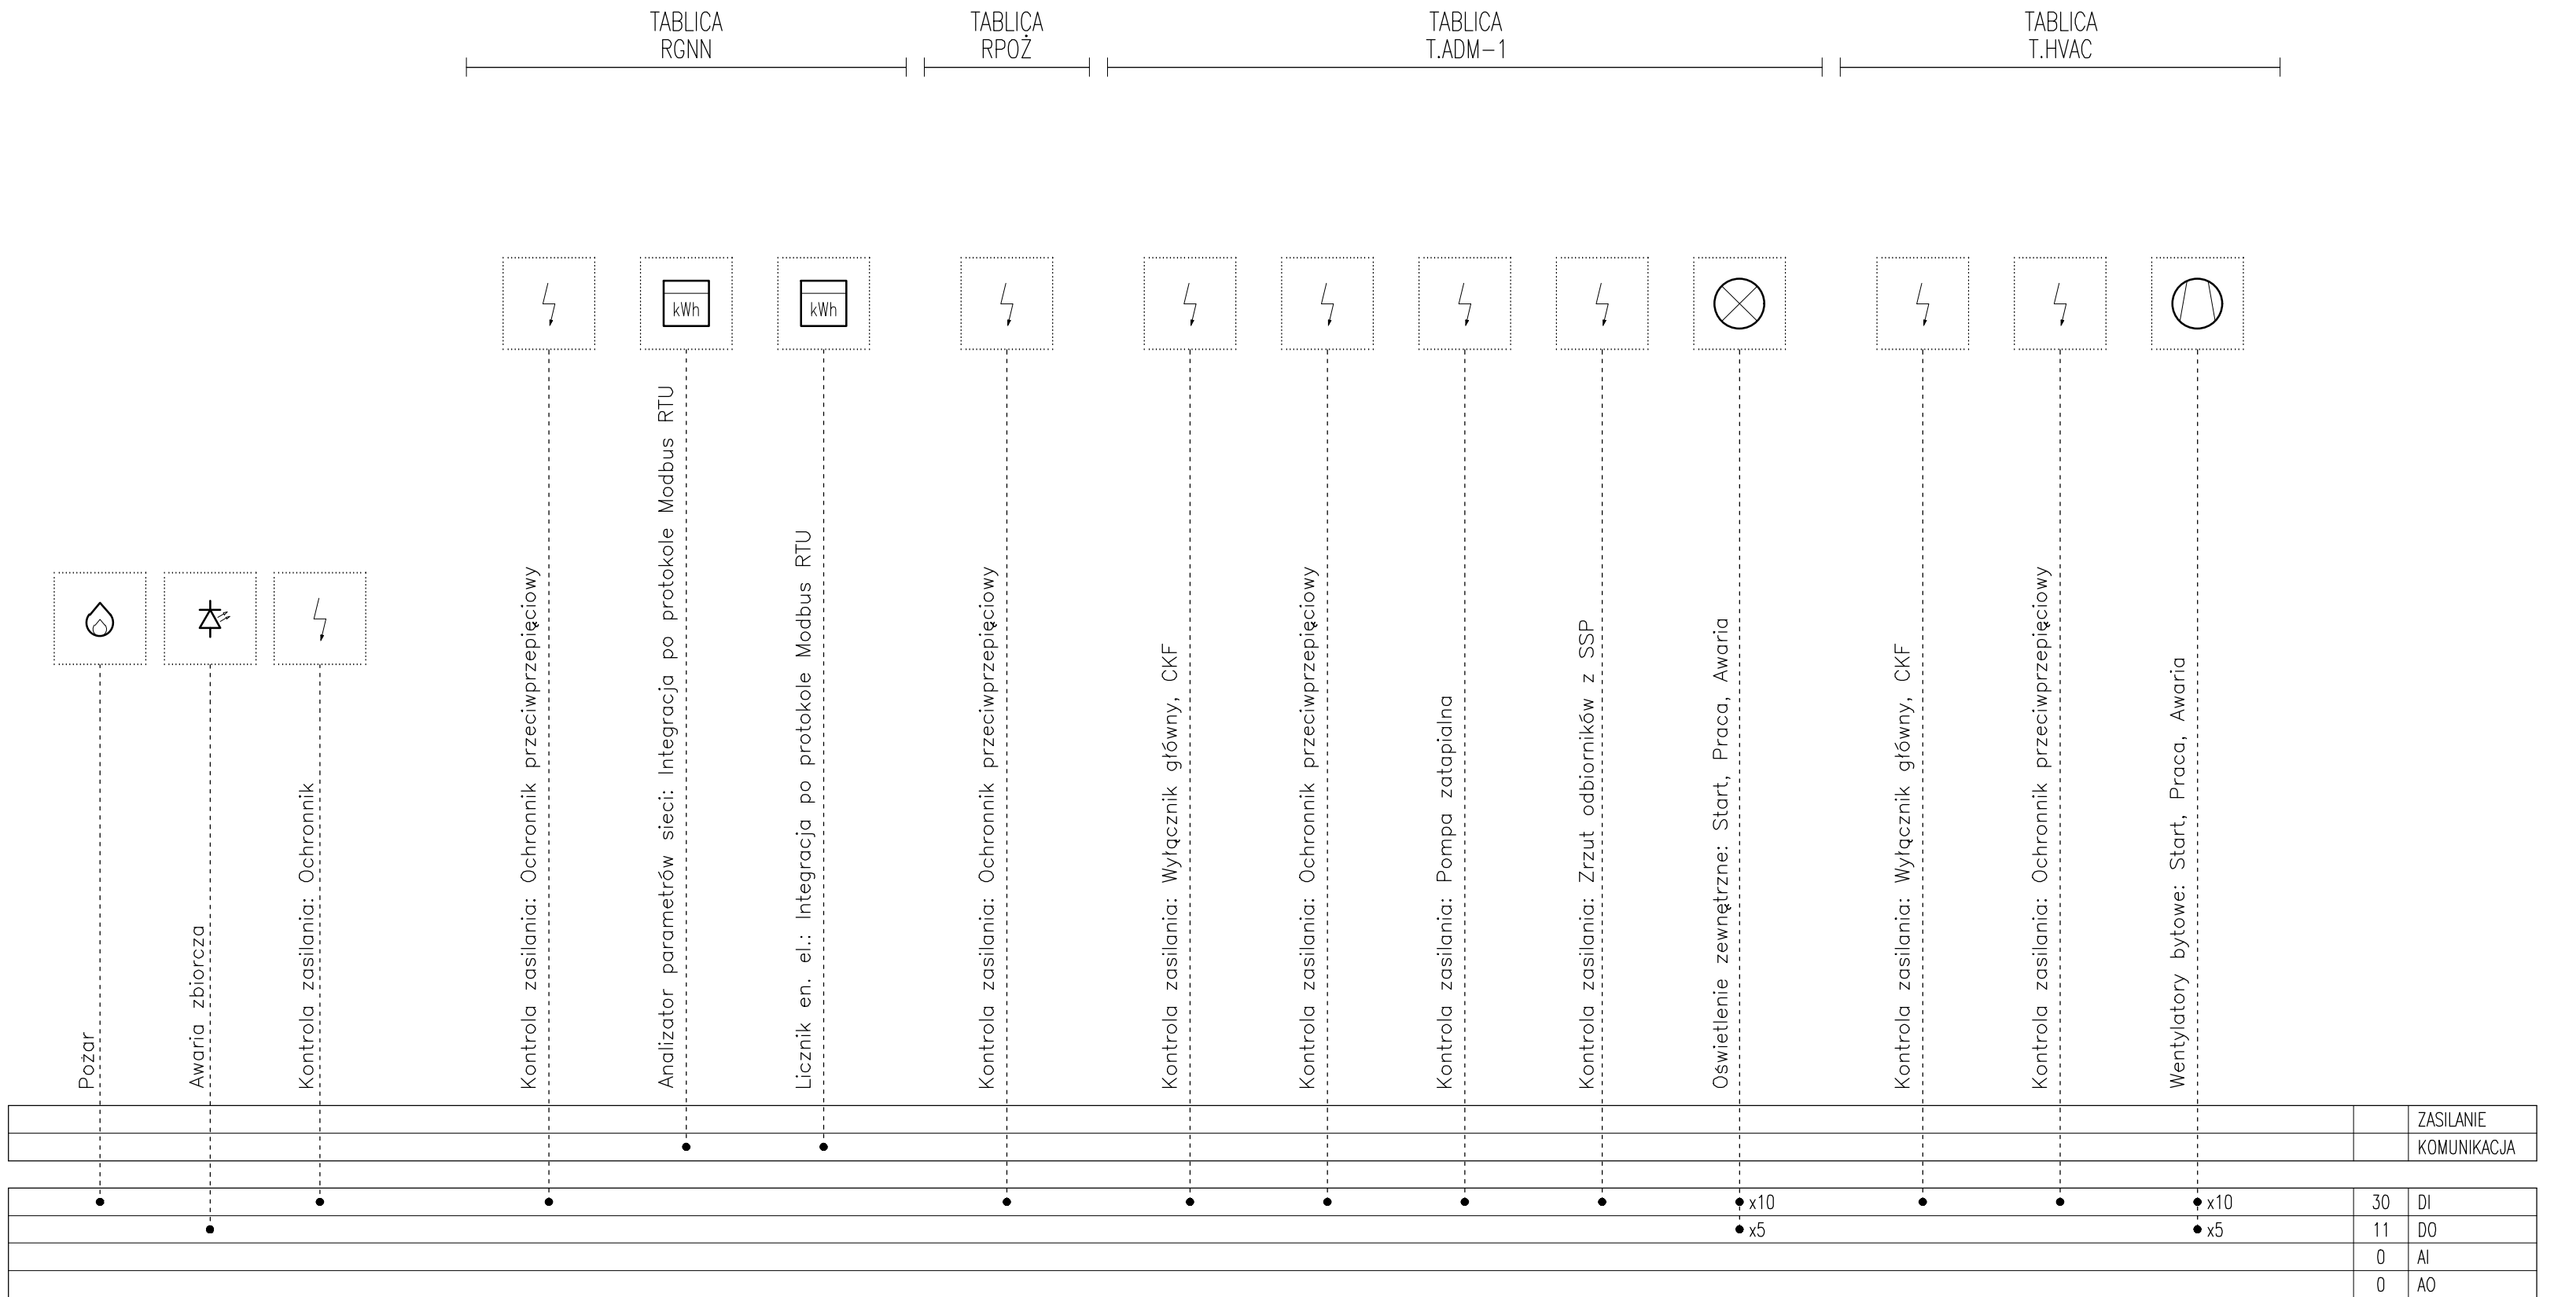 TABLICA
RGNN
TABLICA
RPOŻ
TABLICA
T.ADM-1
TABLICA
T.HVAC
kWh
kWh
Pożar
Awaria zbiorcza
Kontrola zasilania: Ochronnik
Kontrola zasilania: Ochronnik przeciwprzepięciowy
Analizator parametrów sieci: Integracja po protokole Modbus RTU
Licznik en. el.: Integracja po protokole Modbus RTU
Kontrola zasilania: Ochronnik przeciwprzepięciowy
Kontrola zasilania: Wyłącznik główny, CKF
Kontrola zasilania: Ochronnik przeciwprzepięciowy
Kontrola zasilania: Pompa zatapialna
Kontrola zasilania: Zrzut odbiorników z SSP
Oświetlenie zewnętrzne: Start, Praca, Awaria
Kontrola zasilania: Wyłącznik główny, CKF
Kontrola zasilania: Ochronnik przeciwprzepięciowy
Wentylatory bytowe: Start, Praca, Awaria
ZASILANIE
KOMUNIKACJA
x10 x10 30 DI
x5 x5 11 DO
0 AI
0 AO